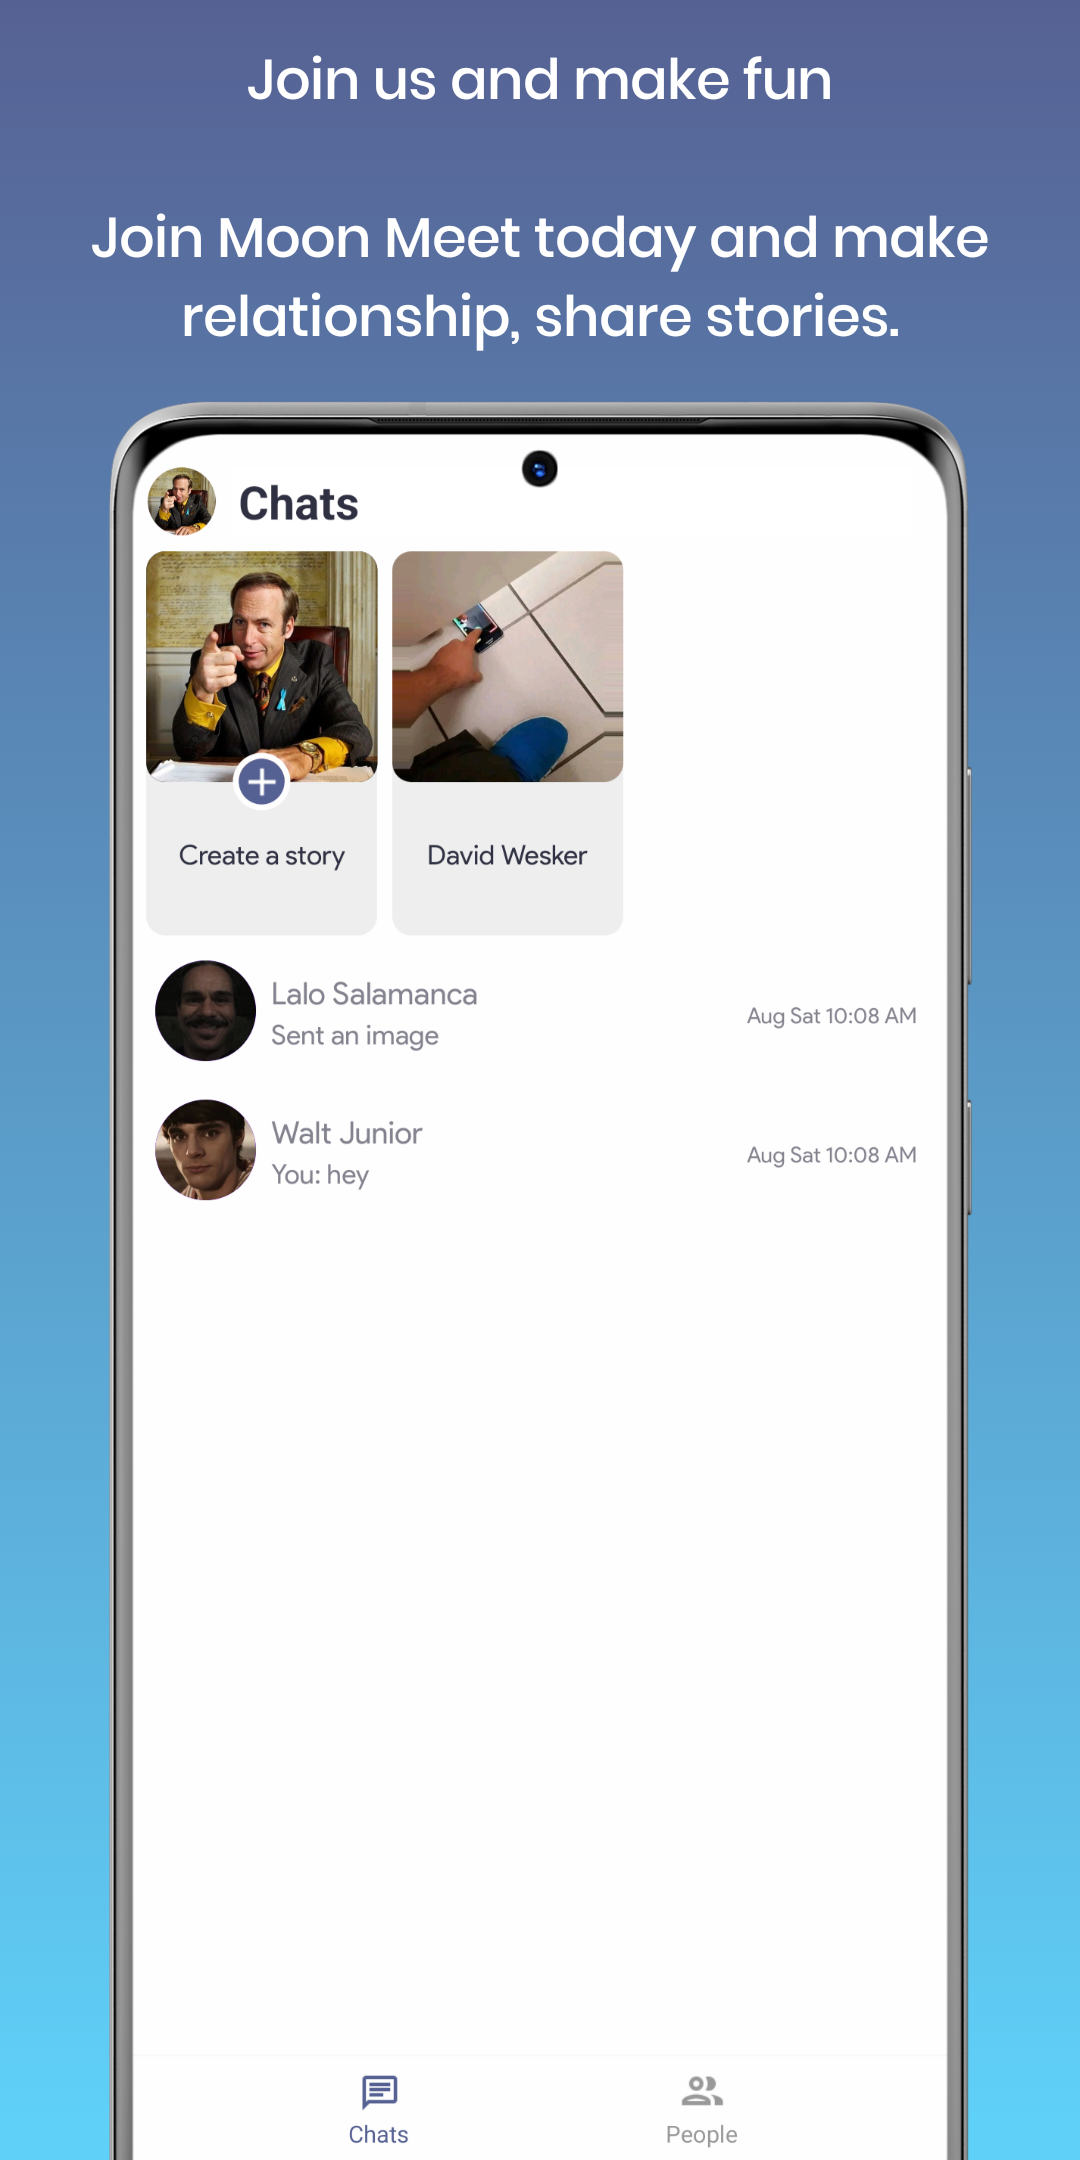 Join us and make fun
Join Moon Meet today and make
relationship, share stories.
Chats
Create a story
David Wesker
Lalo Salamanca
Sent an image
Aug Sat 10:08 AM
Walt Junior
You: hey
Aug Sat 10:08 AM
Chats
People